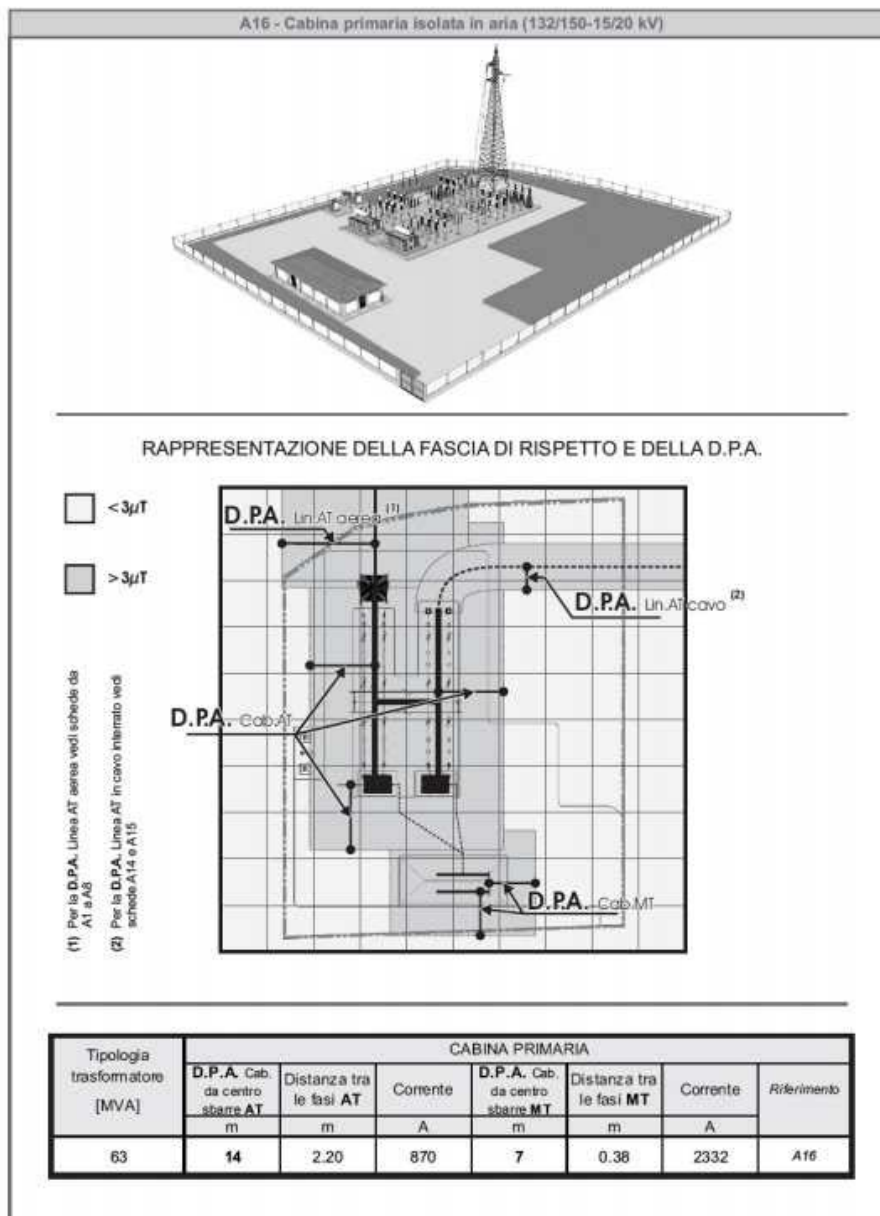 A16 - Cabina primaria isolata in aria (132/150-15/20 kV)
RAPPRESENTAZIONE DELLA FASCIA DI RISPETTO E DELLA D.P.A.
<3µT
>3µT
D.P.A. Lin.AT aerea (1)
D.P.A. Lin.AT cavo (2)
D.P.A. Cab.AT
D.P.A. Cab.MT
(1) Per la D.P.A. Linea AT aerea vedi schede da
A1 a A8
(2) Per la D.P.A. Linea AT in cavo interrato vedi
schede A14 e A15
Tipologia
trasformatore
[MVA]
CABINA PRIMARIA
D.P.A. Cab.
da centro
sbarre AT
Distanza tra
le fasi AT
Corrente
D.P.A. Cab.
da centro
sbarre MT
Distanza tra
le fasi MT
Corrente
Riferimento
m m A m m A
63 14 2.20 870 7 0.38 2332 A16